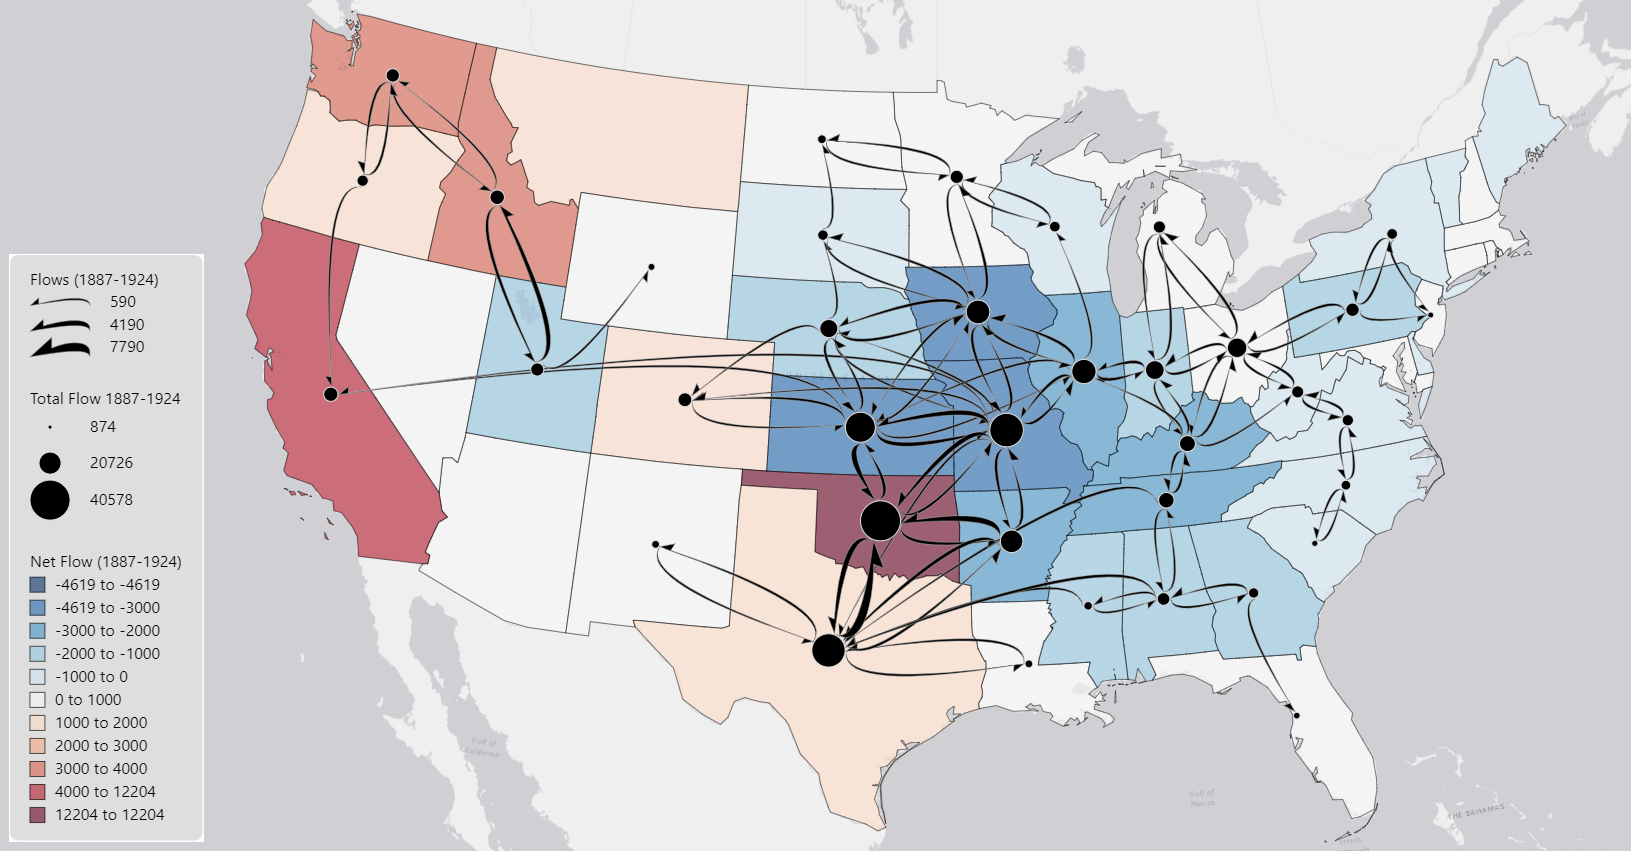 Flows (1887-1924)
590
4190
7790
Total Flow 1887-1924
874
20726
40578
Net Flow (1887-1924)
-4619 to -4619
-4619 to -3000
-3000 to -2000
-2000 to -1000
-1000 to 0
0 to 1000
1000 to 2000
2000 to 3000
3000 to 4000
4000 to 12204
12204 to 12204
Gulf of
California
Gulf of
Mexico
THE BAHAMAS